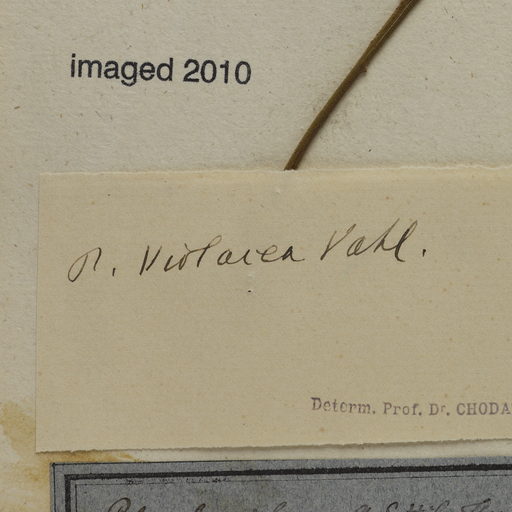 imaged 2010
P. Violacea Vahl.
Determ. Prof. Dr. CHODA